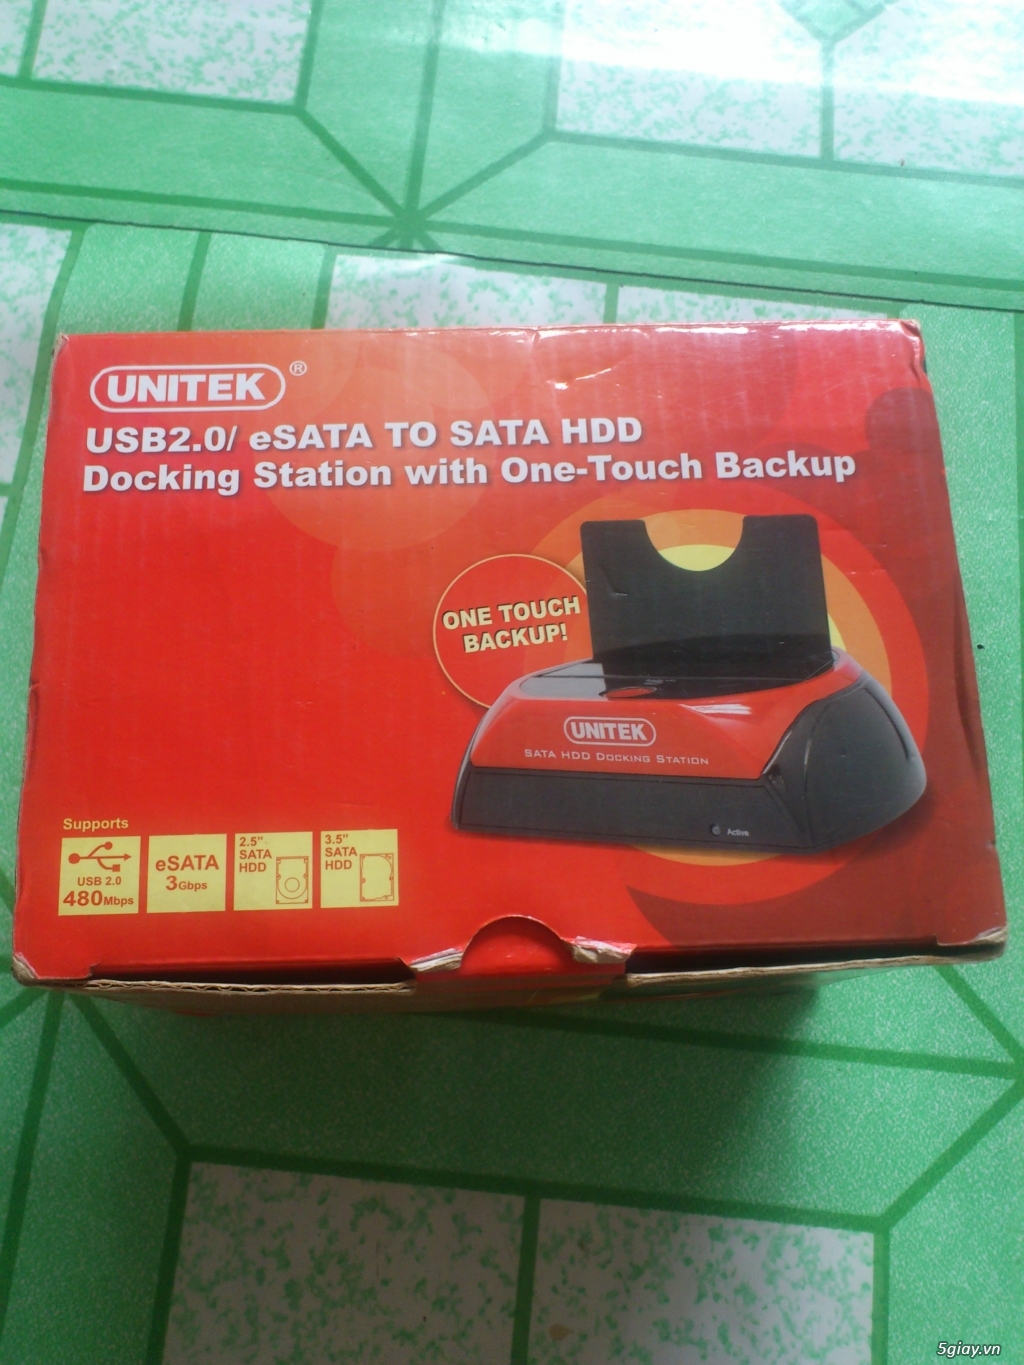 UNITEK®
USB2.0/ eSATA TO SATA HDD
Docking Station with One-Touch Backup
ONE TOUCH
BACKUP!
UNITEK
SATA HDD Docking Station
Active
Supports
USB 2.0
480Mbps
eSATA
3Gbps
2.5"
SATA
HDD
3.5"
SATA
HDD
5giay.vn